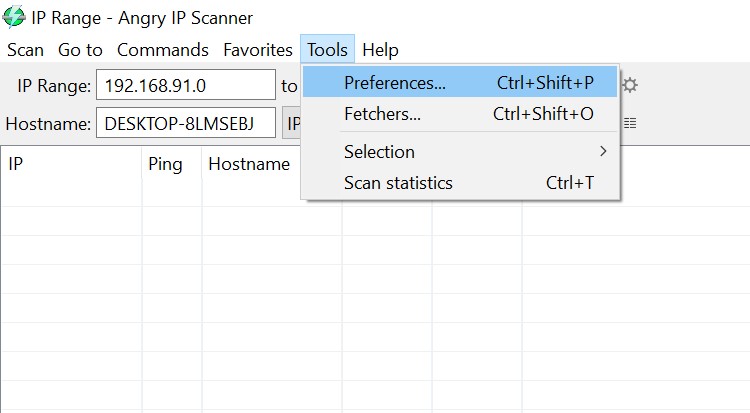 IP Range - Angry IP Scanner
Scan Go to Commands Favorites Tools Help
IP Range: 192.168.91.0 to
Preferences... Ctrl+Shift+P
Fetchers... Ctrl+Shift+O
Hostname: DESKTOP-8LMSEBJ IP
Selection
Scan statistics Ctrl+T
IP Ping Hostname